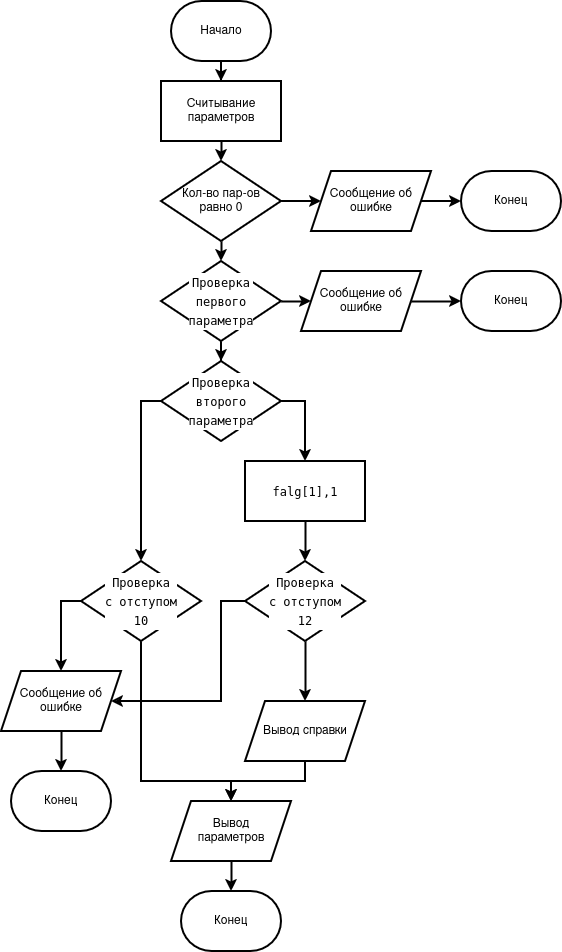 Начало
Считывание
параметров
Кол-во пар-ов
равно 0
Сообщение об
ошибке
Конец
Проверка
первого
параметра
Сообщение об
ошибке
Конец
Проверка
второго
параметра
falg[1],1
Проверка
с отступом
10
Проверка
с отступом
12
Сообщение об
ошибке
Вывод справки
Конец
Вывод
параметров
Конец